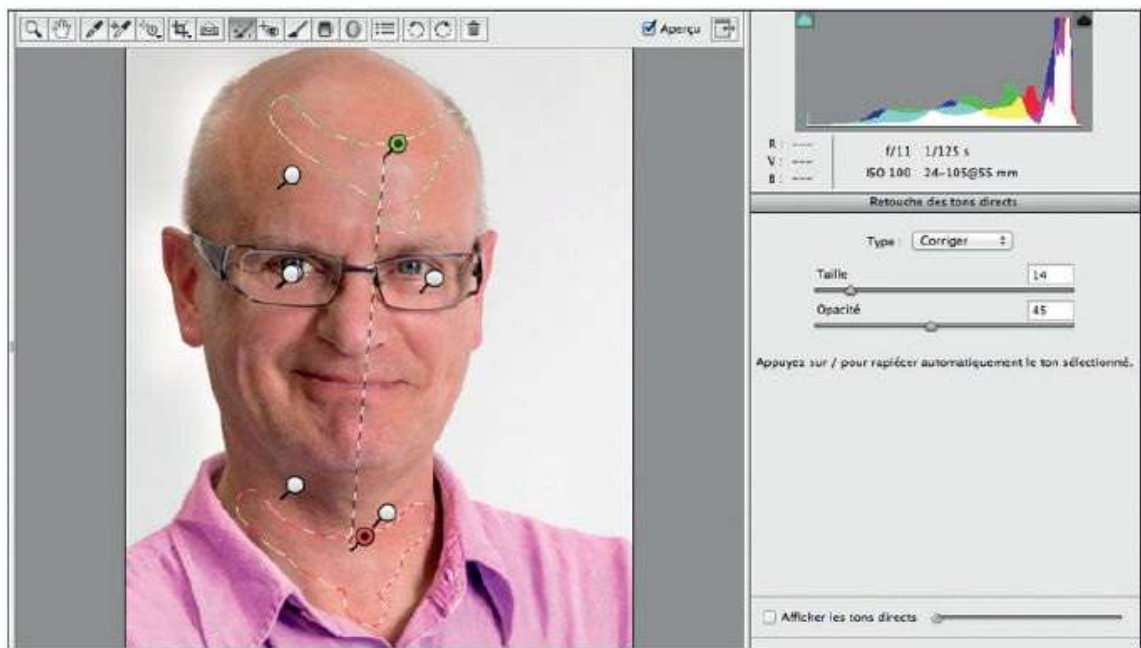 Aperçu
R : ---
V : ---
B : ---
f/11 1/125 s
ISO 100 24-105@55 mm
Retouche des tons directs
Type : Corriger
Taille 14
Opacité 45
Appuyez sur / pour rapiécer automatiquement le ton sélectionné.
Afficher les tons directs